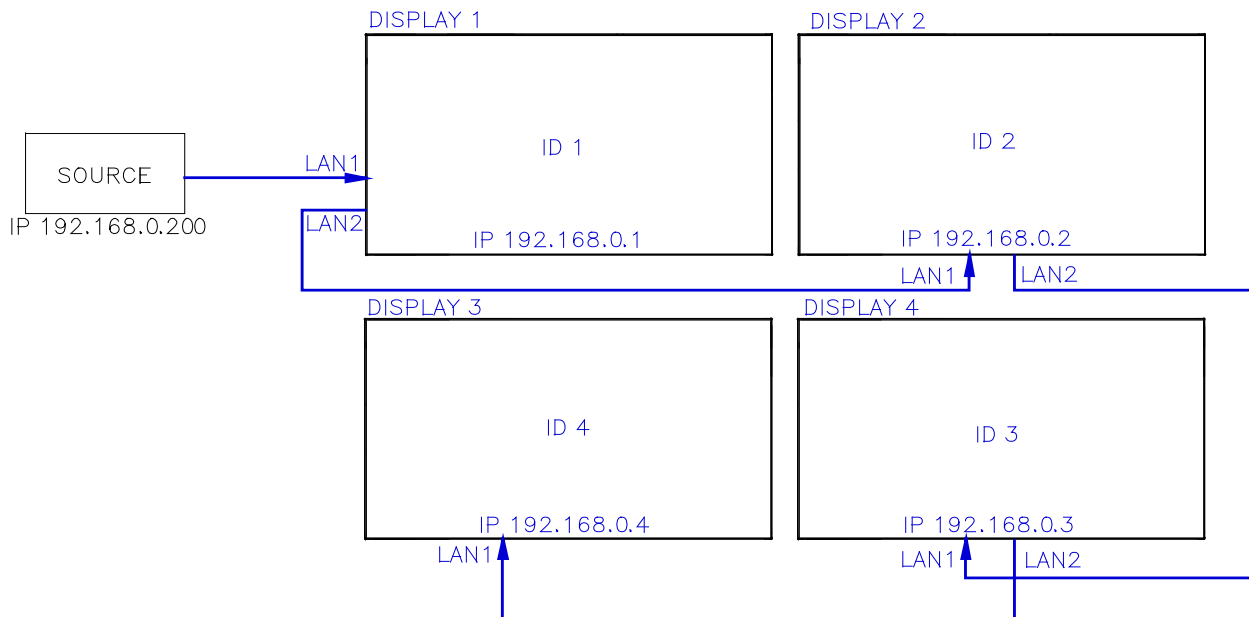 DISPLAY 1
DISPLAY 2
ID 1
ID 2
LAN1
SOURCE
LAN2
IP 192.168.0.200
IP 192.168.0.1
IP 192.168.0.2
LAN1
LAN2
DISPLAY 3
DISPLAY 4
ID 4
ID 3
IP 192.168.0.4
IP 192.168.0.3
LAN1
LAN1
LAN2